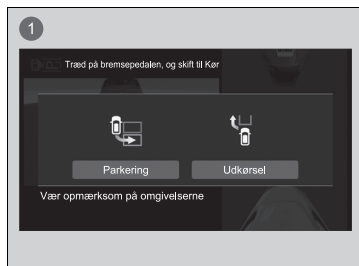 1
Træd på bremsepedalen, og skift til Kør
Parkering
Udkørsel
Vær opmærksom på omgivelserne